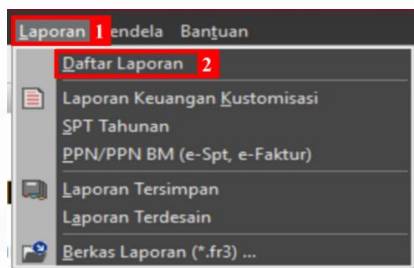 Laporan 1 endela Bantuan
Daftar Laporan 2
Laporan Keuangan Kustomisasi
SPT Tahunan
PPN/PPN BM (e-Spt, e-Faktur)
Laporan Tersimpan
Laporan Terdesain
Berkas Laporan (*.fr3) ...